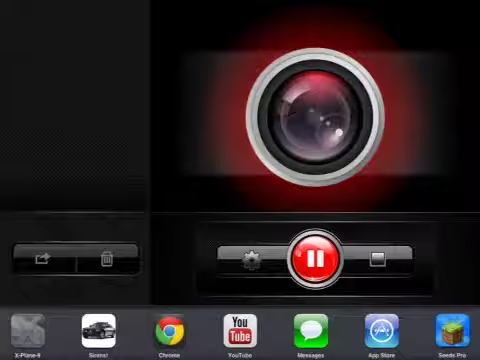 You
Tube
X-Plane-9
Sirens!
Chrome
YouTube
Messages
App Store
Seeds Pro